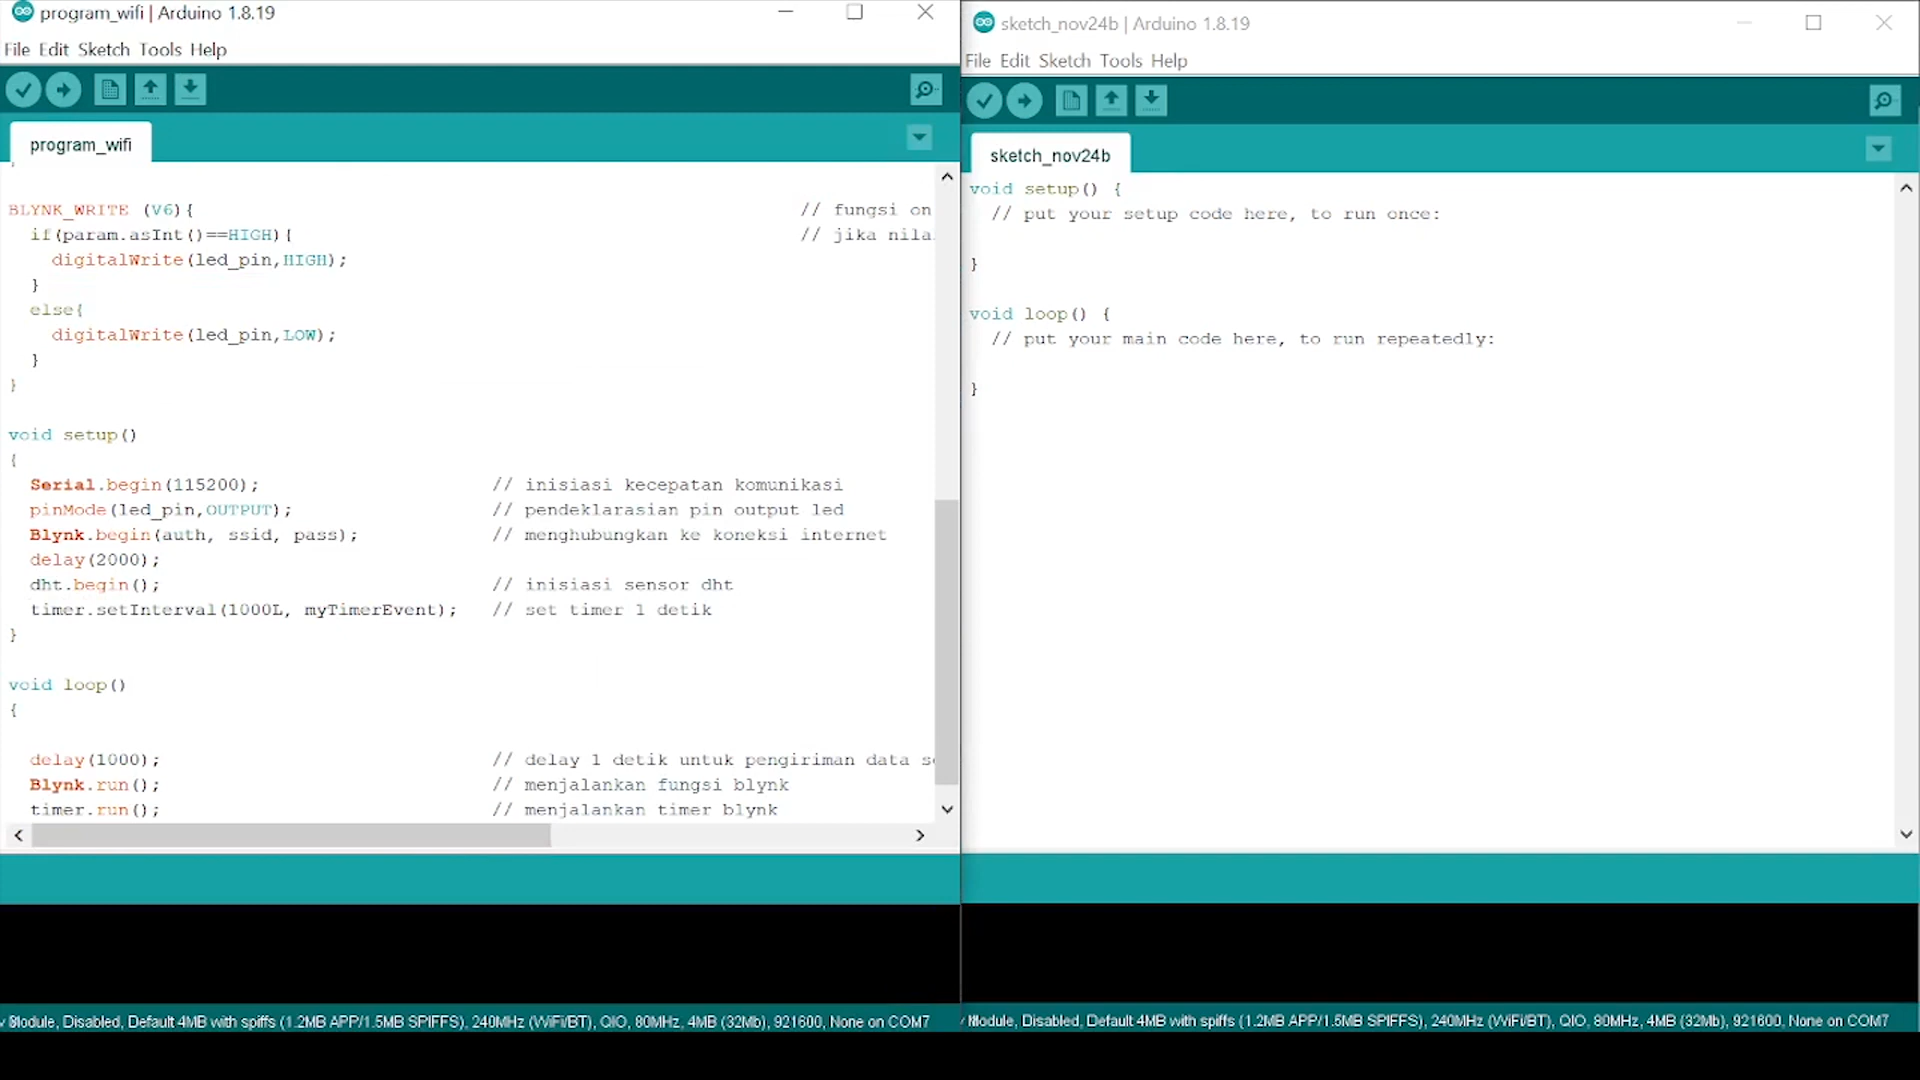 program_wifi | Arduino 1.8.19
File Edit Sketch Tools Help
program_wifi
BLYNK_WRITE (V6){ // fungsi on
if(param.asInt()==HIGH){ // jika nila
digitalWrite(led_pin,HIGH);
}
else{
digitalWrite(led_pin,LOW);
}
}
void setup()
{
Serial.begin(115200); // inisiasi kecepatan komunikasi
pinMode(led_pin,OUTPUT); // pendeklarasian pin output led
Blynk.begin(auth, ssid, pass); // menghubungkan ke koneksi internet
delay(2000);
dht.begin(); // inisiasi sensor dht
timer.setInterval(1000L, myTimerEvent); // set timer 1 detik
}
void loop()
{
delay(1000); // delay 1 detik untuk pengiriman data s
Blynk.run(); // menjalankan fungsi blynk
timer.run(); // menjalankan timer blynk
Module, Disabled, Default 4MB with spiffs (1.2MB APP/1.5MB SPIFFS), 240MHz (WiFi/BT), QIO, 80MHz, 4MB (32Mb), 921600, None on COM7
sketch_nov24b | Arduino 1.8.19
File Edit Sketch Tools Help
sketch_nov24b
void setup() {
// put your setup code here, to run once:
}
void loop() {
// put your main code here, to run repeatedly:
}
Module, Disabled, Default 4MB with spiffs (1.2MB APP/1.5MB SPIFFS), 240MHz (WiFi/BT), QIO, 80MHz, 4MB (32Mb), 921600, None on COM7